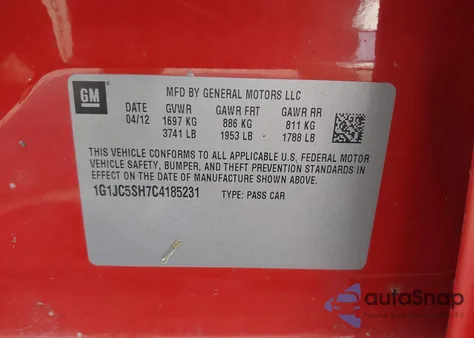 GM
MFD BY GENERAL MOTORS LLC
DATE GVWR GAWR FRT GAWR RR
04/12 1697 KG 886 KG 811 KG
3741 LB 1953 LB 1788 LB
THIS VEHICLE CONFORMS TO ALL APPLICABLE U.S. FEDERAL MOTOR
VEHICLE SAFETY, BUMPER, AND THEFT PREVENTION STANDARDS IN
EFFECT ON THE DATE OF MANUFACTURE SHOWN ABOVE.
1G1JC5SH7C4185231 TYPE: PASS CAR
autoSnap